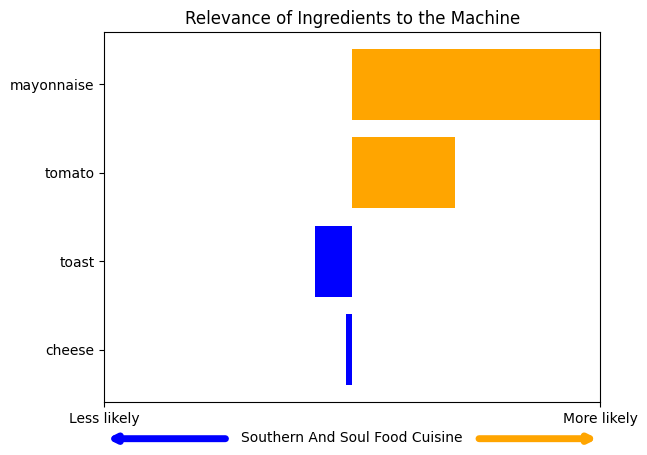 Relevance of Ingredients to the Machine
mayonnaise
tomato
toast
cheese
Less likely
More likely
Southern And Soul Food Cuisine